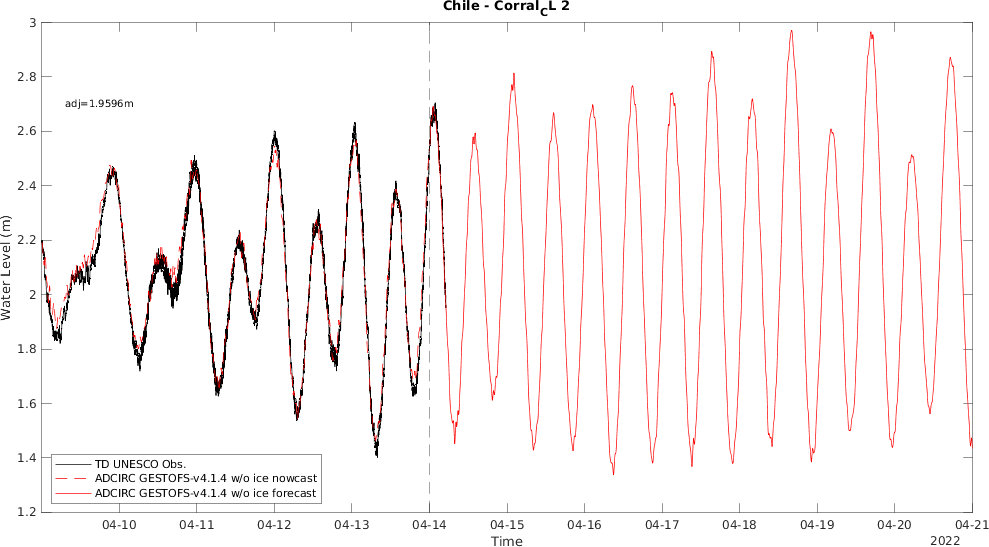 Chile - Corral_CL 2
3
2.8
2.6
2.4
2.2
2
1.8
1.6
1.4
1.2
Water Level (m)
adj=1.9596m
TD UNESCO Obs.
ADCIRC GESTOFS-v4.1.4 w/o ice nowcast
ADCIRC GESTOFS-v4.1.4 w/o ice forecast
04-10 04-11 04-12 04-13 04-14 04-15 04-16 04-17 04-18 04-19 04-20 04-21
Time
2022